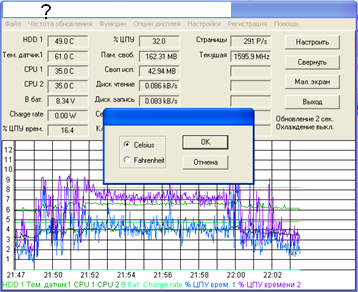 ?
Файл Частота обновления Функции Опции дисплея Настройки Регистрация Помощь
HDD 1 49.0 C % ЦПУ 32.0 Страницы 291 P/s Настроить
Тем. датчик1 61.0 C Пам. своб. 162.31 MB Текущая 1595.9 MHz
CPU 1 35.0 C Своп исп. 42.94 MB Свернуть
CPU 2 35.0 C Диск чтение 0.086 kB/s Мал. экран
В бат. 8.34 V Диск запись 0.083 kB/s Выход
Charge rate 0.00 W Се
% ЦПУ врем. 16.4 Кл
Обновление 2 сек.
Охлаждение выкл.
Celsius OK
Fahrenheit Отмена
12
11
10
9
8
7
6
5
4
3
2
1
21:47 21:50 21:52 21:55 21:57 22:00 22:02
HDD 1 Тем. датчик1 CPU 1 CPU 2 В бат. Charge rate % ЦПУ врем. 1 % ЦПУ времени 2